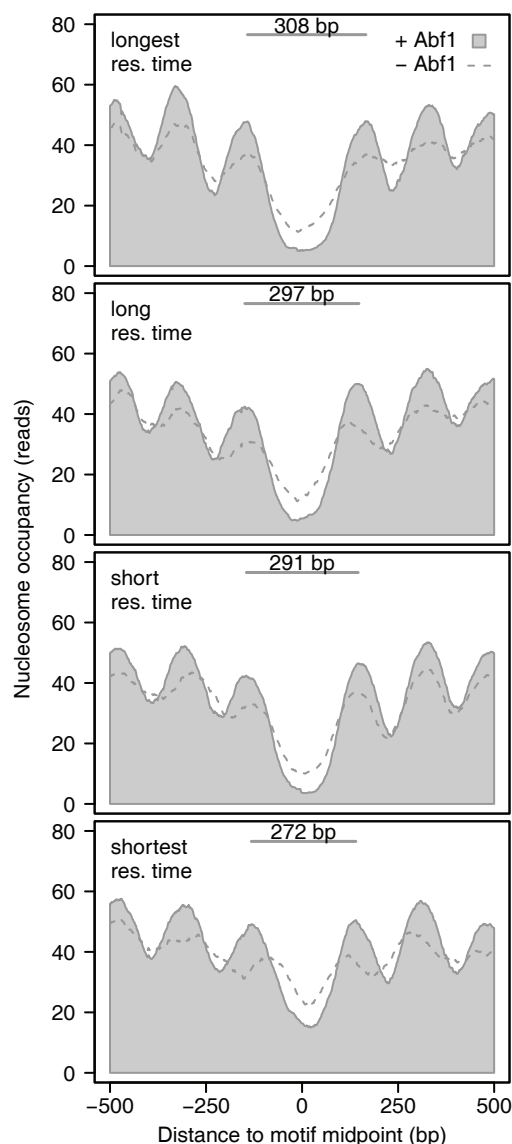 80
60
40
20
0
longest
res. time
308 bp
+ Abf1
− Abf1
80
60
40
20
0
long
res. time
297 bp
80
60
40
20
0
short
res. time
291 bp
80
60
40
20
0
shortest
res. time
272 bp
Nucleosome occupancy (reads)
−500 −250 0 250 500
Distance to motif midpoint (bp)